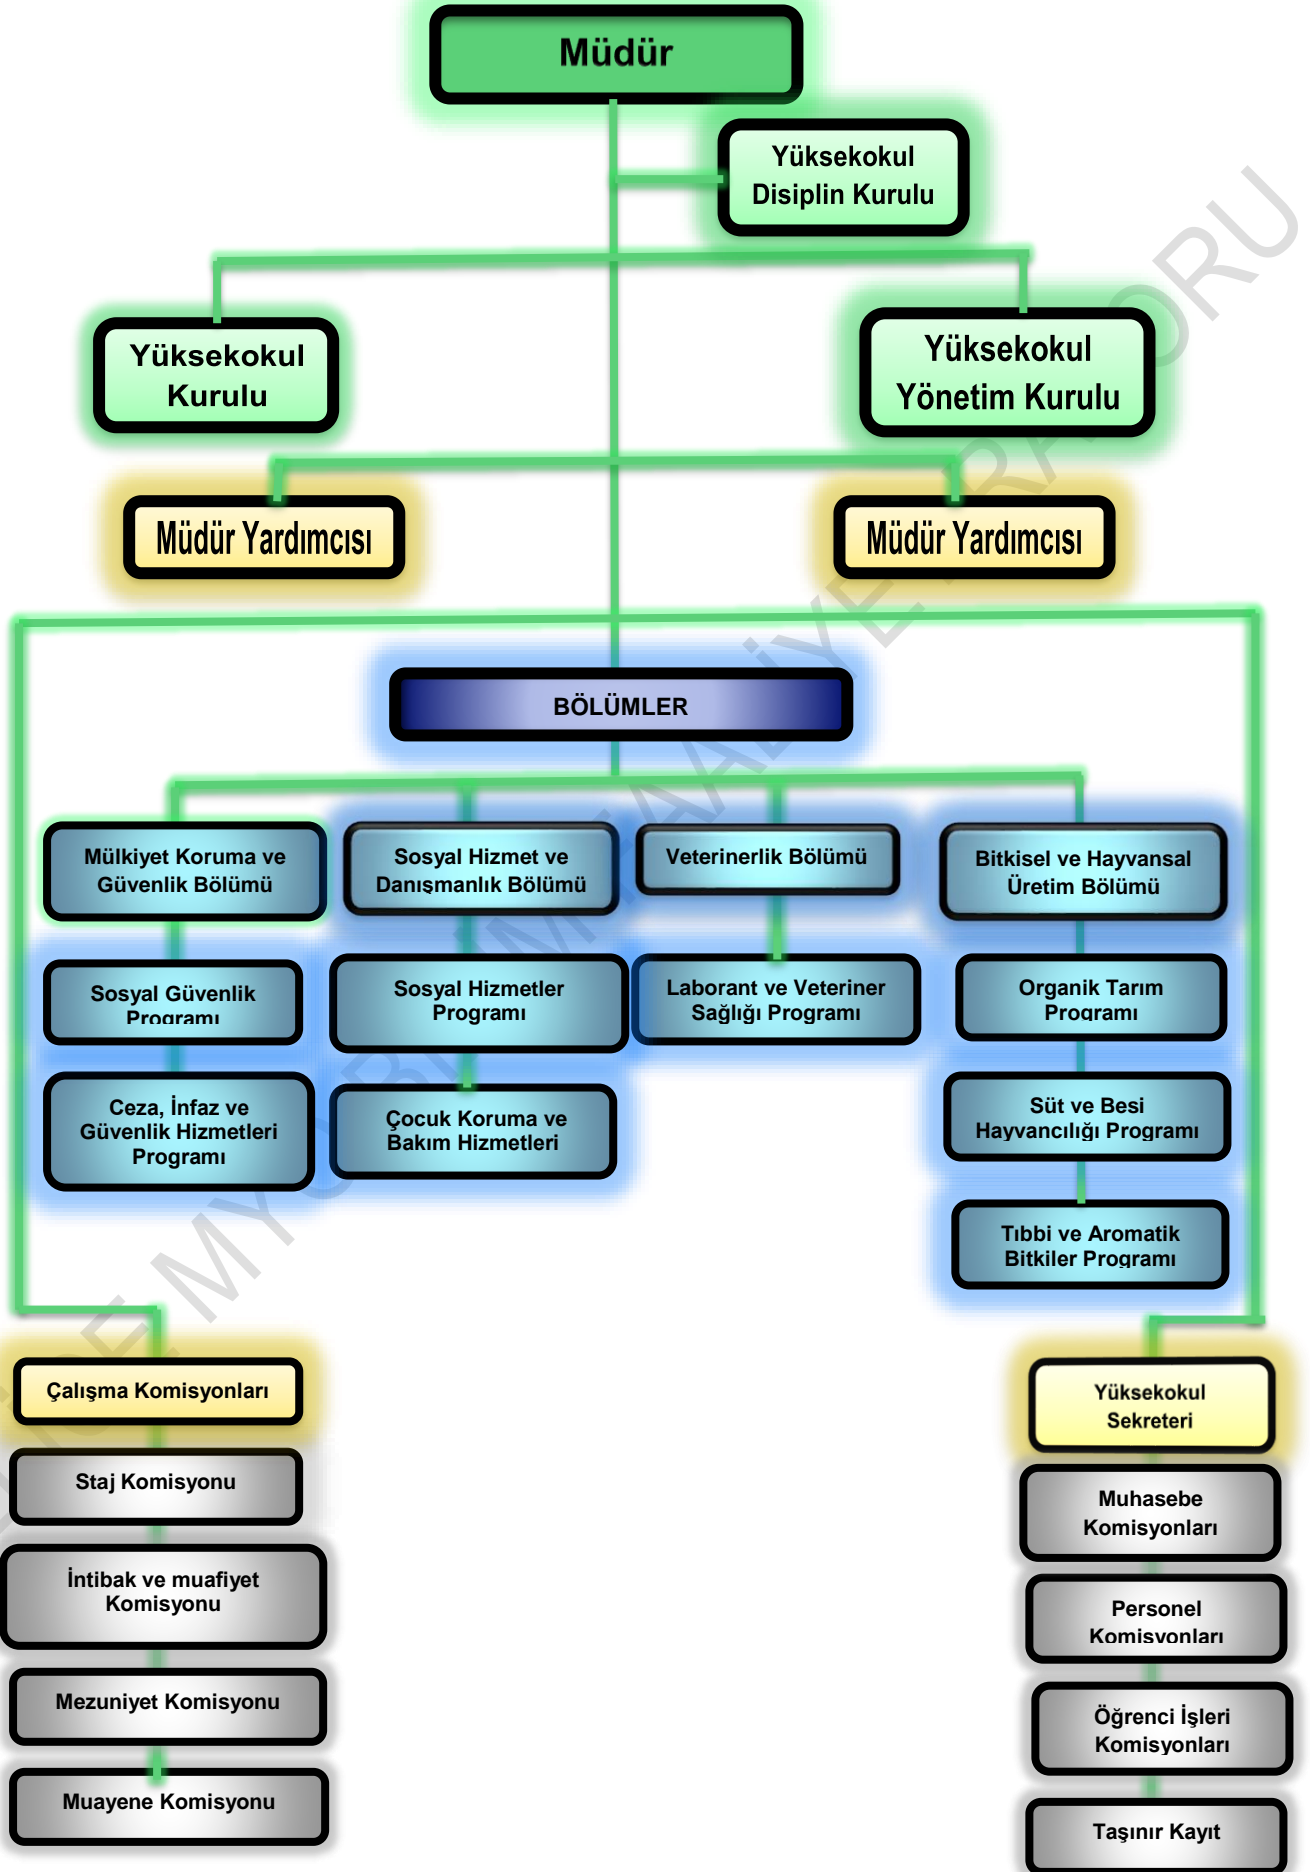 Müdür
Yüksekokul
Disiplin Kurulu
Yüksekokul
Kurulu
Yüksekokul
Yönetim Kurulu
Müdür Yardımcısı
Müdür Yardımcısı
BÖLÜMLER
Mülkiyet Koruma ve
Güvenlik Bölümü
Sosyal Hizmet ve
Danışmanlık Bölümü
Veterinerlik Bölümü
Bitkisel ve Hayvansal
Üretim Bölümü
Sosyal Güvenlik
Programı
Sosyal Hizmetler
Programı
Laborant ve Veteriner
Sağlığı Programı
Organik Tarım
Programı
Ceza, İnfaz ve
Güvenlik Hizmetleri
Programı
Çocuk Koruma ve
Bakım Hizmetleri
Süt ve Besi
Hayvancılığı Programı
Tıbbi ve Aromatik
Bitkiler Programı
Çalışma Komisyonları
Staj Komisyonu
İntibak ve muafiyet
Komisyonu
Mezuniyet Komisyonu
Muayene Komisyonu
Yüksekokul
Sekreteri
Muhasebe
Komisyonları
Personel
Komisyonları
Öğrenci İşleri
Komisyonları
Taşınır Kayıt